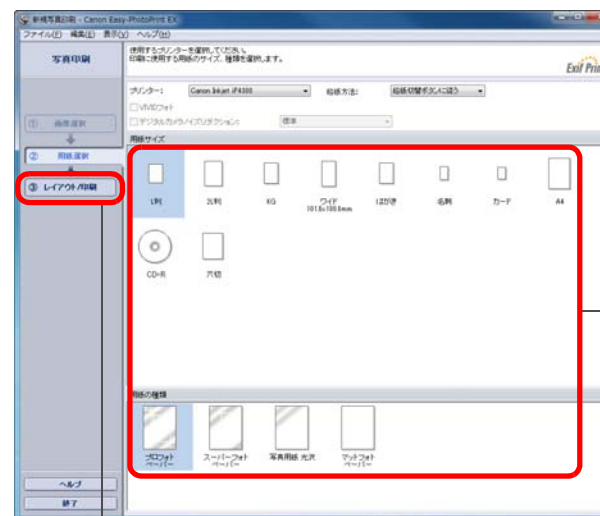 新規写真印刷 - Canon Easy-PhotoPrint EX
ファイル(F) 編集(E) 表示(V) ヘルプ(H)
写真印刷
使用するプリンターを選択してください。
印刷に使用する用紙のサイズ、種類を選択します。
Exif Prin
プリンター:
Canon Inkjet iP4300
給紙方法:
給紙切替ボタンに従う
VIVIDフォト
デジタルカメラノイズリダクション:
標準
① 画像選択
② 用紙選択
③ レイアウト/印刷
用紙サイズ
L判
2L判
KG
ワイド
101.6x180.6mm
はがき
名刺
カード
A4
CD-R
六切
用紙の種類
プロフォト
ペーパー
スーパーフォト
ペーパー
写真用紙 光沢
マットフォト
ペーパー
ヘルプ
終了